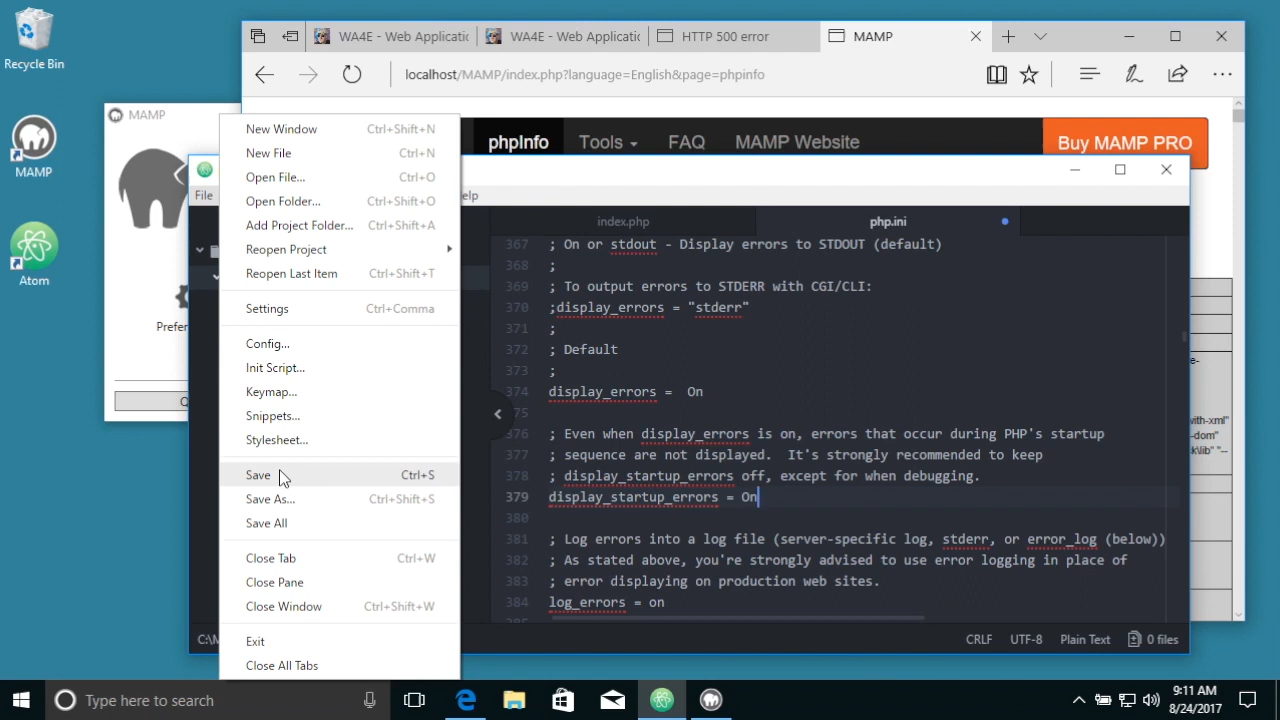 Recycle Bin
MAMP
Atom
WA4E - Web Applicatic
WA4E - Web Applicatic
HTTP 500 error
MAMP
localhost/MAMP/index.php?language=English&page=phpinfo
MAMP
phpInfo
Tools
FAQ
MAMP Website
Buy MAMP PRO
File
elp
New Window Ctrl+Shift+N
New File Ctrl+N
Open File... Ctrl+O
Open Folder... Ctrl+Shift+O
Add Project Folder... Ctrl+Shift+A
Reopen Project
Reopen Last Item Ctrl+Shift+T
Settings Ctrl+Comma
Config...
Init Script...
Keymap...
Snippets...
Stylesheet...
Save Ctrl+S
Save As... Ctrl+Shift+S
Save All
Close Tab Ctrl+W
Close Pane
Close Window Ctrl+Shift+W
Exit
Close All Tabs
Prefer
index.php
php.ini
367 ; On or stdout - Display errors to STDOUT (default)
368 ;
369 ; To output errors to STDERR with CGI/CLI:
370 ;display_errors = "stderr"
371 ;
372 ; Default
373 ;
374 display_errors =  On
375
376 ; Even when display_errors is on, errors that occur during PHP's startup
377 ; sequence are not displayed.  It's strongly recommended to keep
378 ; display_startup_errors off, except for when debugging.
379 display_startup_errors = On
380
381 ; Log errors into a log file (server-specific log, stderr, or error_log (below))
382 ; As stated above, you're strongly advised to use error logging in place of
383 ; error displaying on production web sites.
384 log_errors = on
with-xml"
-dom"
k\lib" "--
C:\M
CRLF
UTF-8
Plain Text
0 files
Type here to search
9:11 AM
8/24/2017